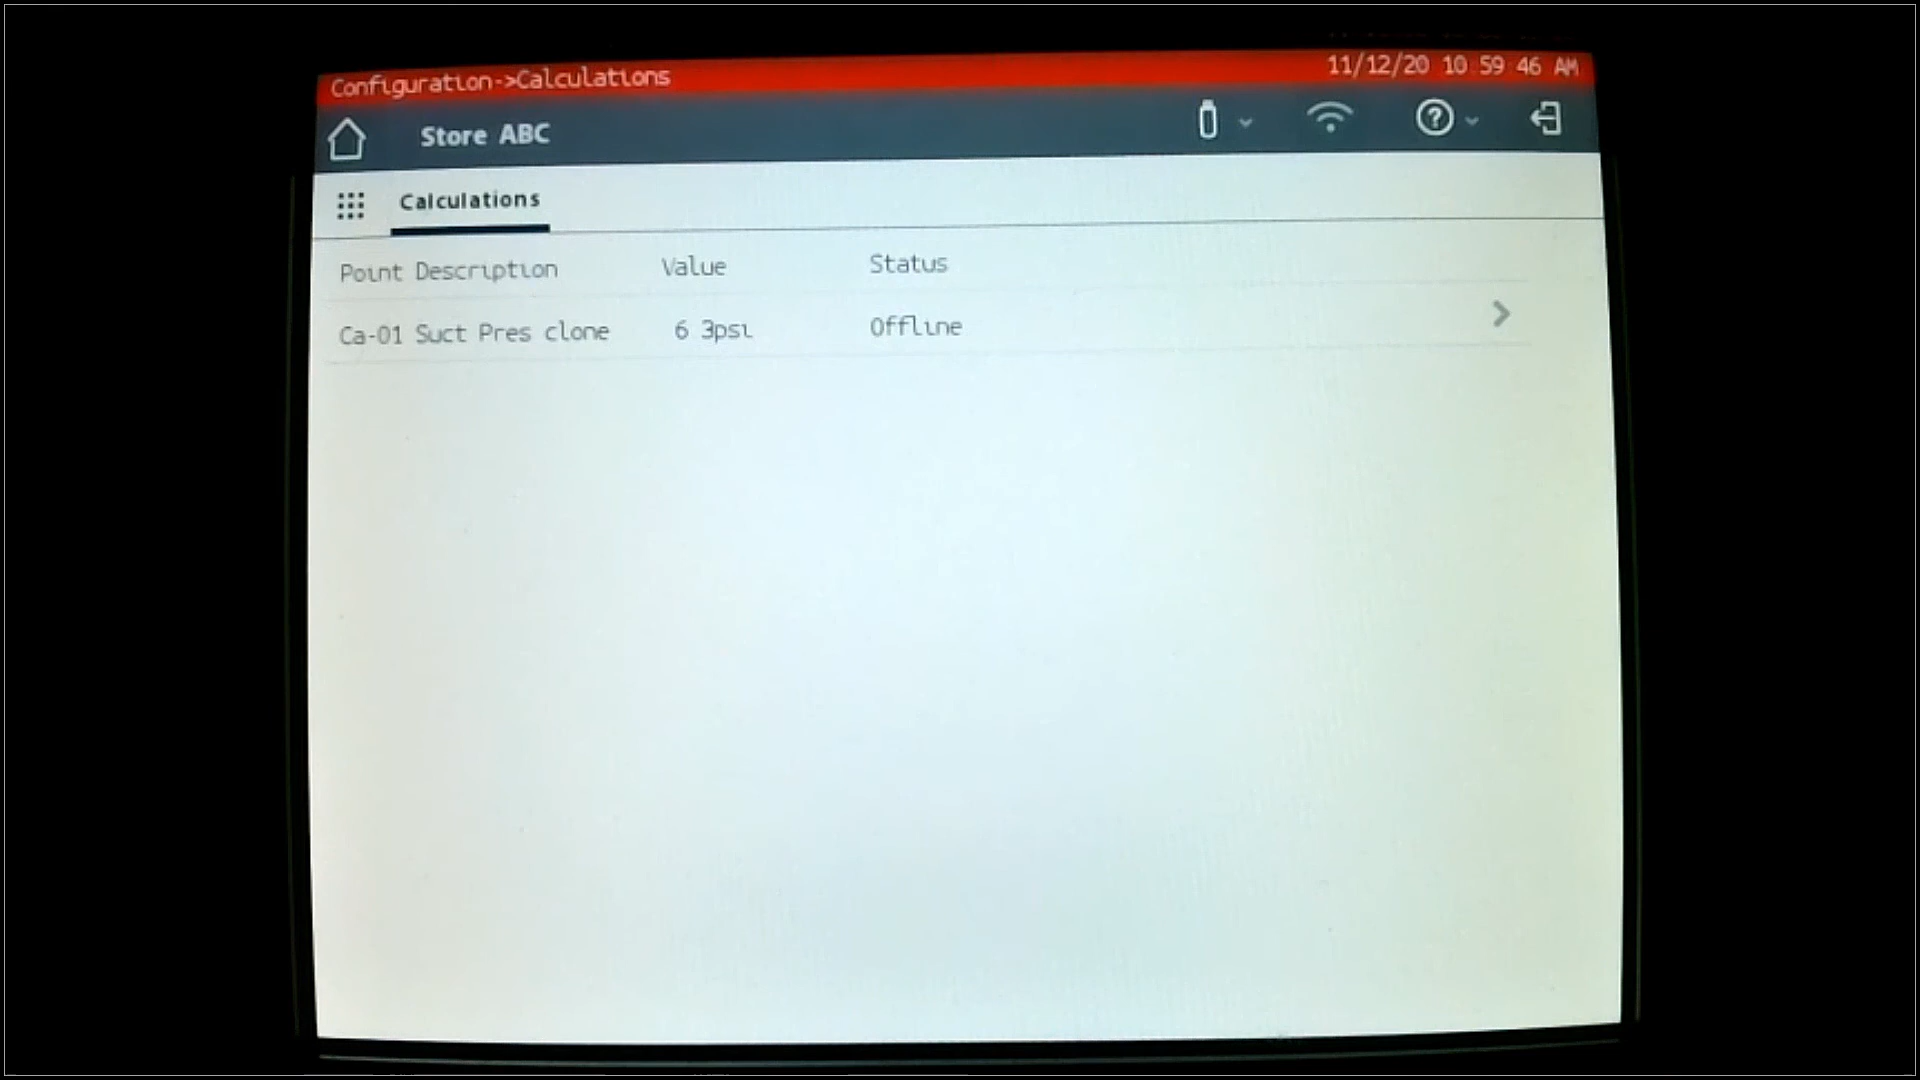 Configuration->Calculations
11/12/20 10 59 46 AM
Store ABC
Calculations
Point Description Value Status
Ca-01 Suct Pres clone 6 3psi Offline